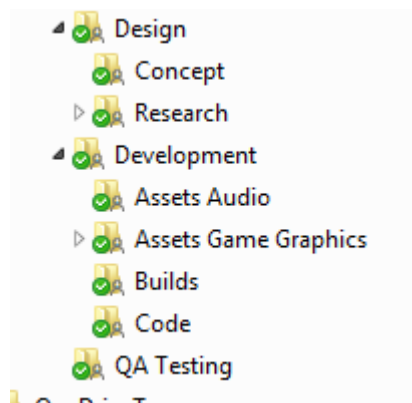 Design
Concept
Research
Development
Assets Audio
Assets Game Graphics
Builds
Code
QA Testing